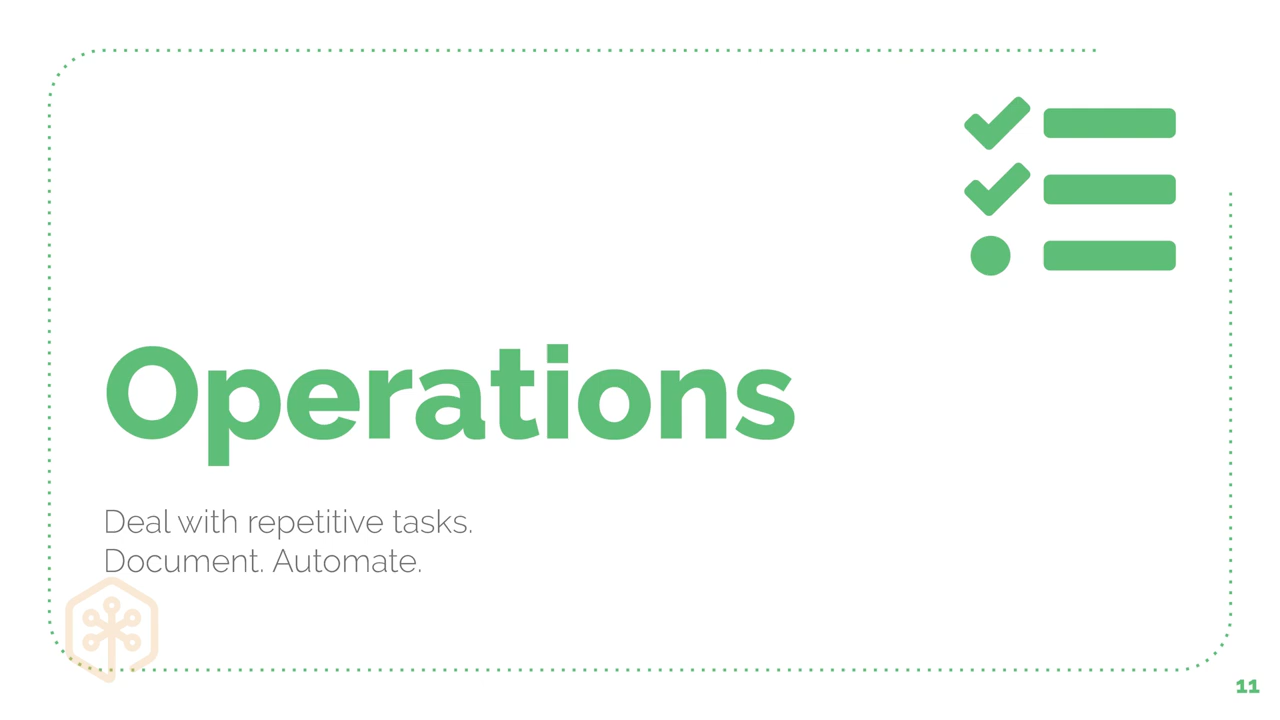 Operations
Deal with repetitive tasks.
Document. Automate.
11